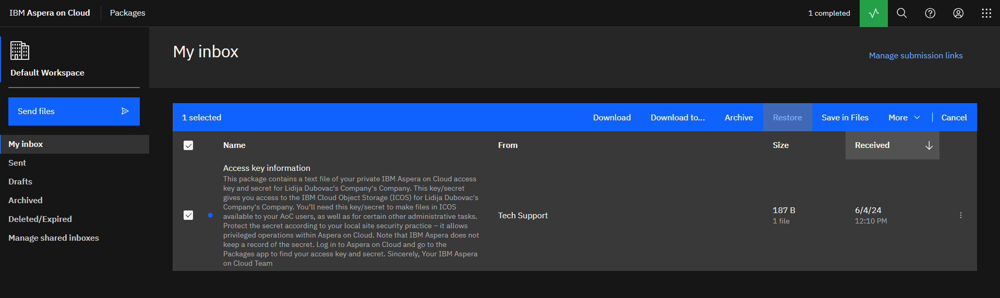 IBM Aspera on Cloud
Packages
1 completed
Default Workspace
Send files
My inbox
Sent
Drafts
Archived
Deleted/Expired
Manage shared inboxes
My inbox
Manage submission links
1 selected
Download
Download to...
Archive
Restore
Save in Files
More
Cancel
Name
From
Size
Received
Access key information
This package contains a text file of your private IBM Aspera on Cloud access
key and secret for Lidija Dubovac's Company's Company. This key/secret
gives you access to the IBM Cloud Object Storage (ICOS) for Lidija Dubovac's
Company's Company. You’ll need this key/secret to make files in ICOS
available to your AoC users, as well as for certain other administrative tasks.
Protect the secret according to your local site security practice – it allows
privileged operations within Aspera on Cloud. Note that IBM Aspera does not
keep a record of the secret. Log in to Aspera on Cloud and go to the
Packages app to find your access key and secret. Sincerely, Your IBM Aspera
on Cloud Team
Tech Support
187 B
1 file
6/4/24
12:10 PM